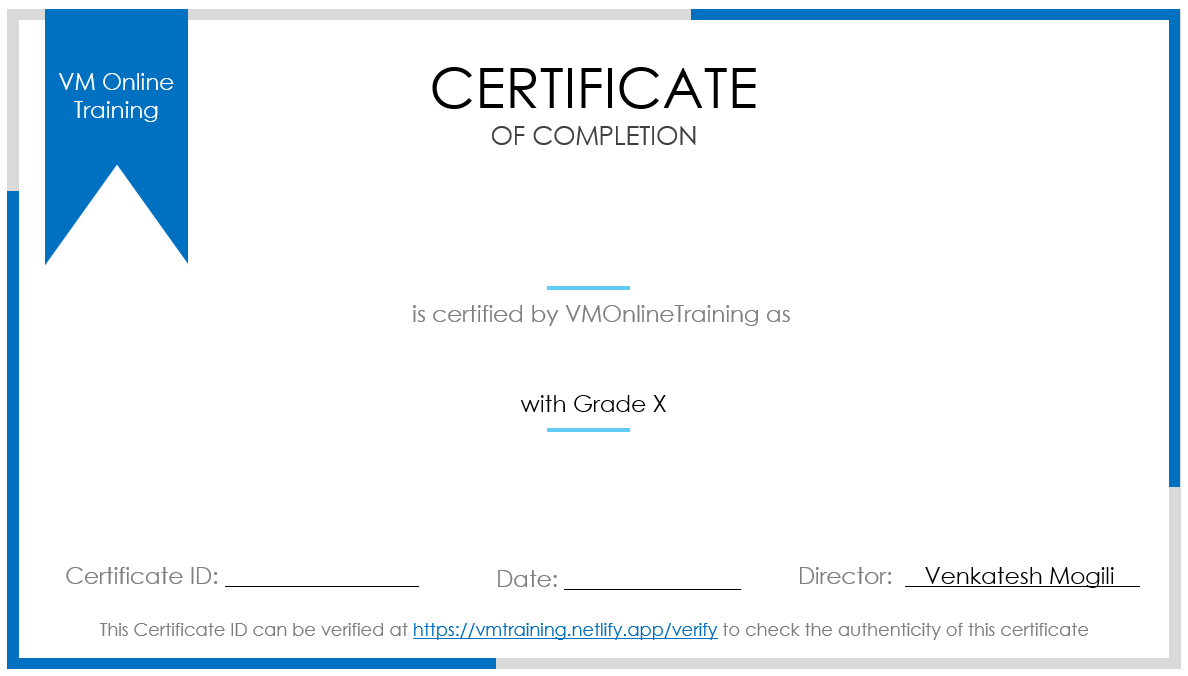 VM Online
Training
CERTIFICATE
OF COMPLETION
is certified by VMOnlineTraining as
with Grade X
Certificate ID: ________________ Date: ________________ Director: Venkatesh Mogili
This Certificate ID can be verified at https://vmtraining.netlify.app/verify to check the authenticity of this certificate